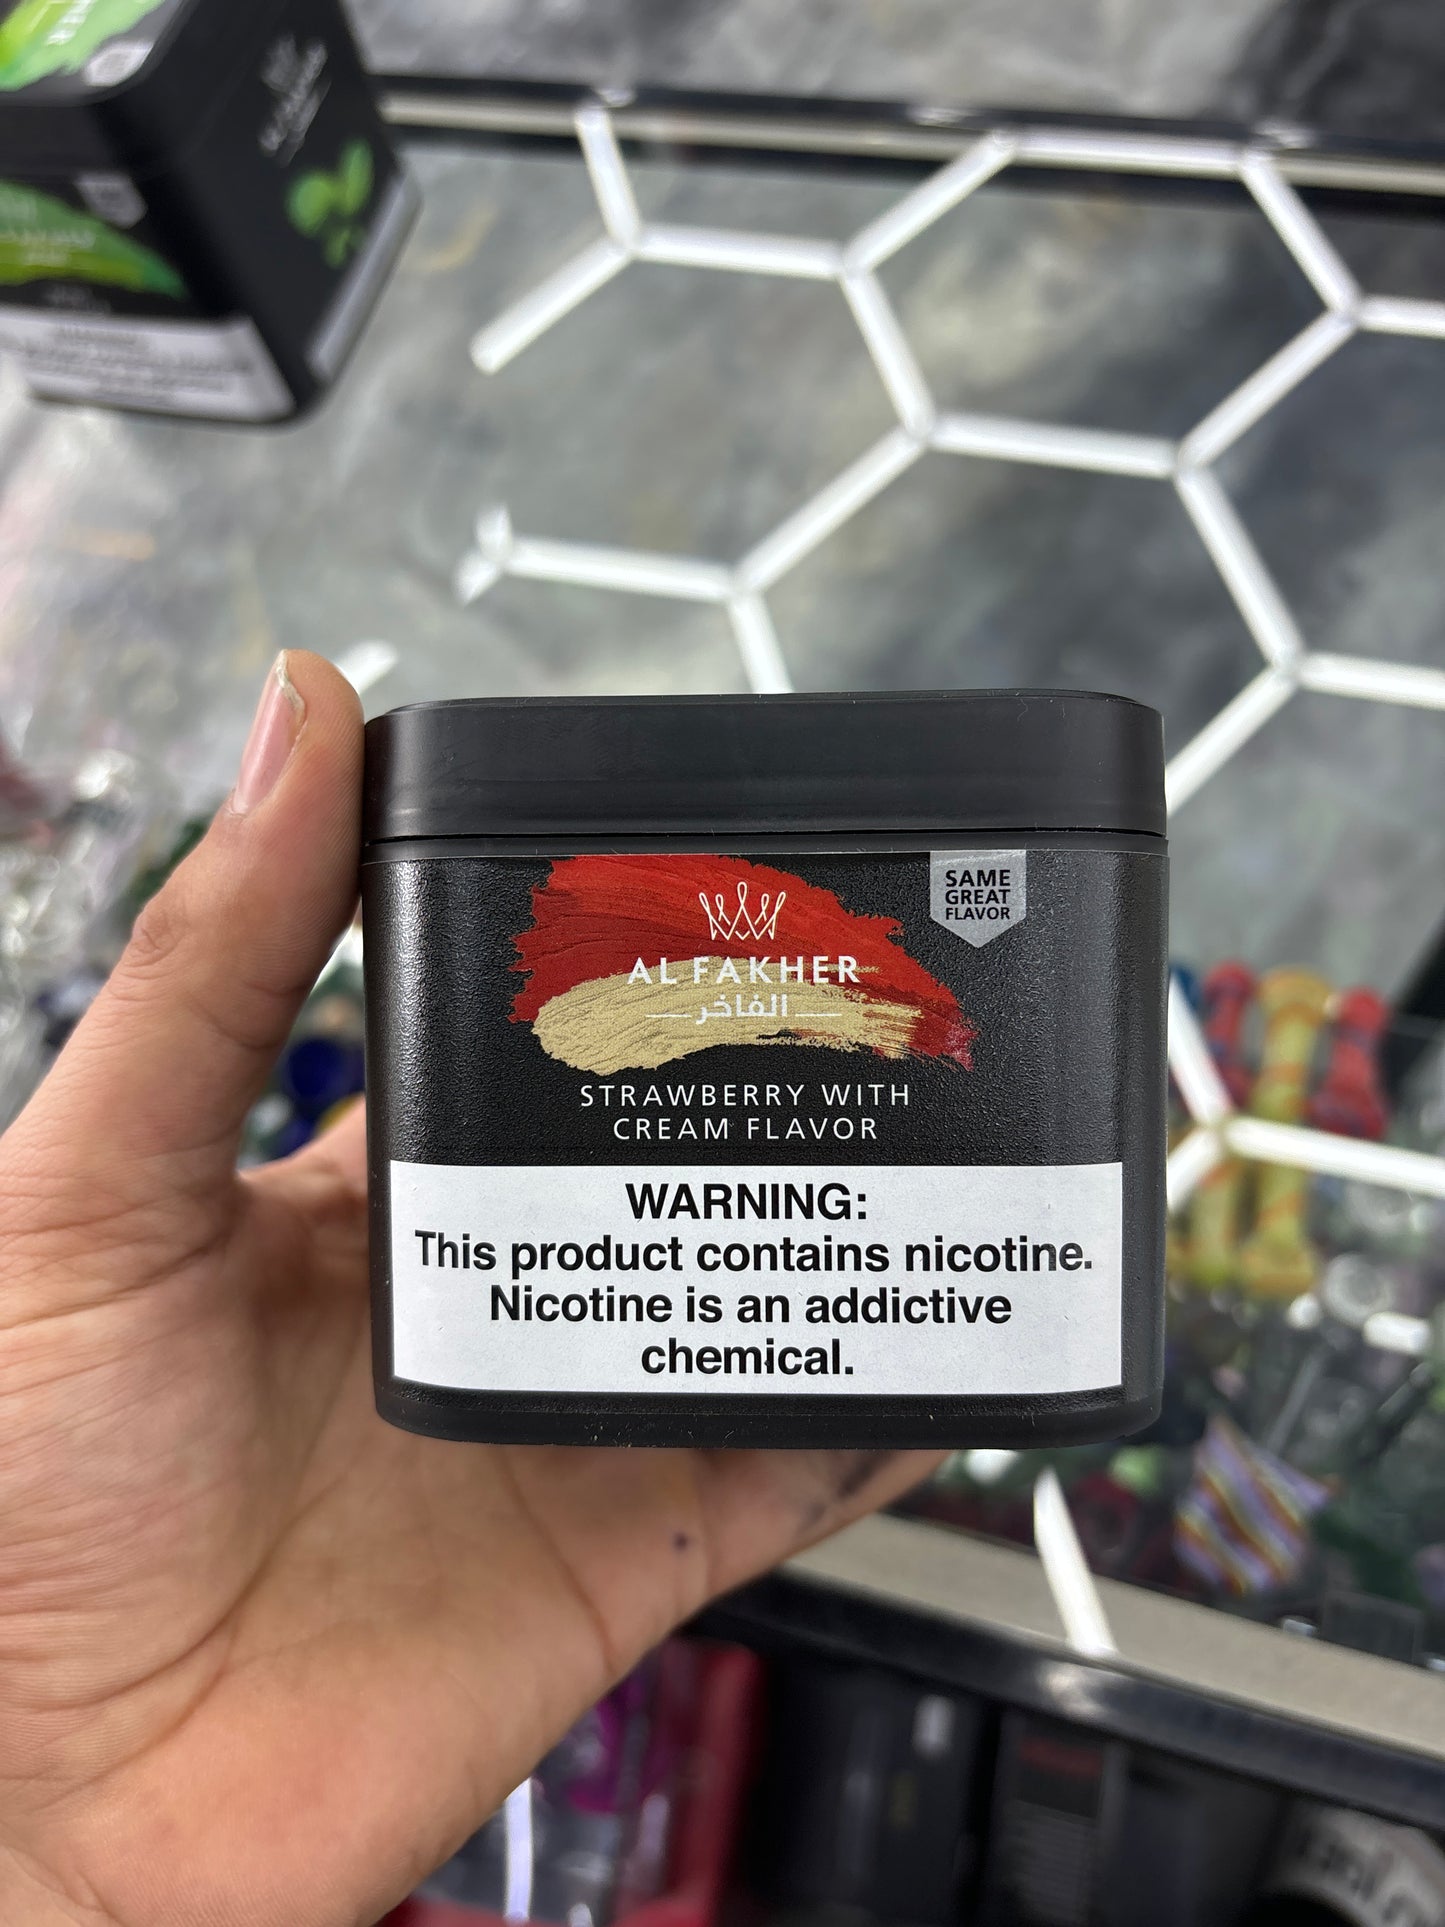 SAME
GREAT
FLAVOR
AL FAKHER
الفاخر
STRAWBERRY WITH
CREAM FLAVOR
WARNING:
This product contains nicotine.
Nicotine is an addictive
chemical.